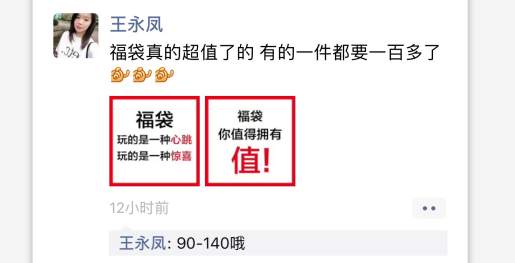 王永凤
福袋真的超值了的 有的一件都要一百多了
福袋
玩的是一种心跳
玩的是一种惊喜
福袋
你值得拥有
值!
12小时前
王永凤: 90-140哦